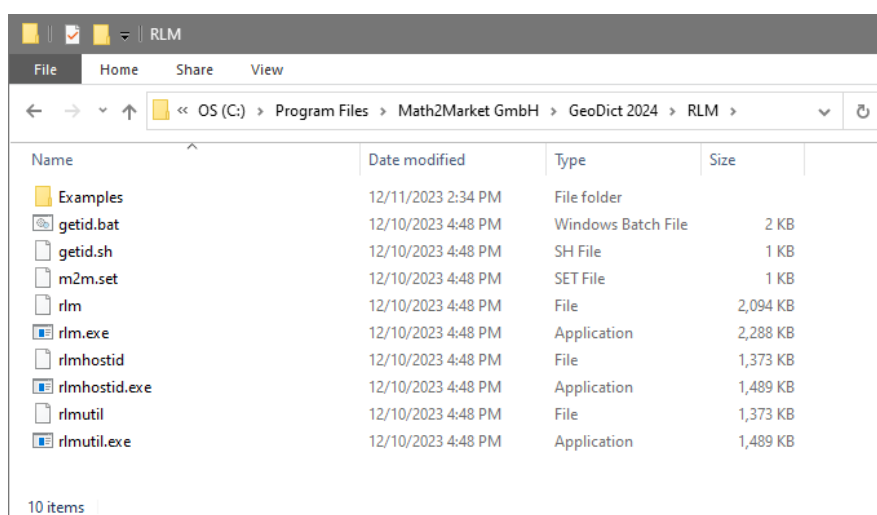 RLM
File Home Share View
« OS (C:) > Program Files > Math2Market GmbH > GeoDict 2024 > RLM >
Name Date modified Type Size
Examples 12/11/2023 2:34 PM File folder
getid.bat 12/10/2023 4:48 PM Windows Batch File 2 KB
getid.sh 12/10/2023 4:48 PM SH File 1 KB
m2m.set 12/10/2023 4:48 PM SET File 1 KB
rlm 12/10/2023 4:48 PM File 2,094 KB
rlm.exe 12/10/2023 4:48 PM Application 2,288 KB
rlmhostid 12/10/2023 4:48 PM File 1,373 KB
rlmhostid.exe 12/10/2023 4:48 PM Application 1,489 KB
rlmutil 12/10/2023 4:48 PM File 1,373 KB
rlmutil.exe 12/10/2023 4:48 PM Application 1,489 KB
10 items